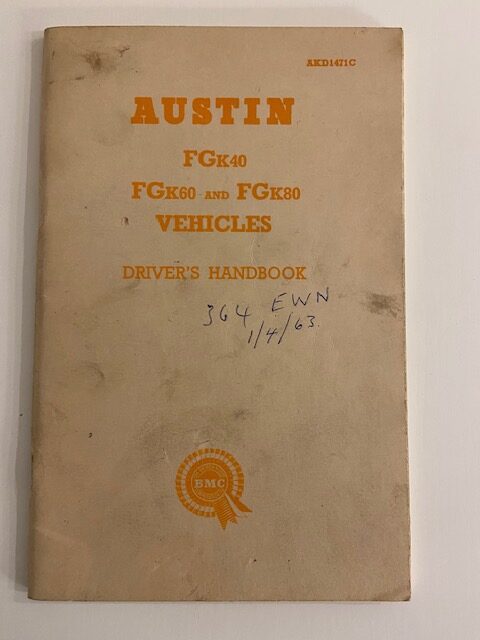 AKD1471C
AUSTIN
FGK40
FGK60 AND FGK80
VEHICLES
DRIVER'S HANDBOOK
364 EWN
1/4/63.
BMC